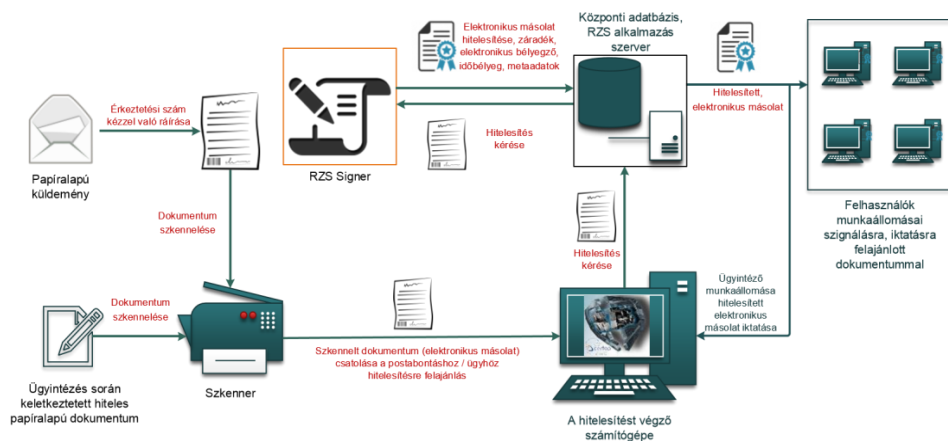 Elektronikus másolat
hitelesítése, záradék,
elektronikus bélyegző,
időbélyeg, metaadatok
Központi adatbázis,
RZS alkalmazás
szerver
Érkeztetési szám
kézzel való ráírása
Hitelesítés
kérése
Hitelesített,
elektronikus másolat
Papíralapú
küldemény
RZS Signer
Dokumentum
szkennelése
Felhasználók
munkaállomásai
szignálásra, iktatásra
felajánlott
dokumentummal
Hitelesítés
kérése
Ügyintéző
munkaállomása
hitelesített
elektronikus
másolat iktatása
Dokumentum
szkennelése
Szkennelt dokumentum (elektronikus másolat)
csatolása a postabontáshoz / ügyhöz
hitelesítésre felajánlás
Szkenner
Ügyintézés során
keletkeztetett hiteles
papíralapú dokumentum
A hitelesítést végző
számítógépe